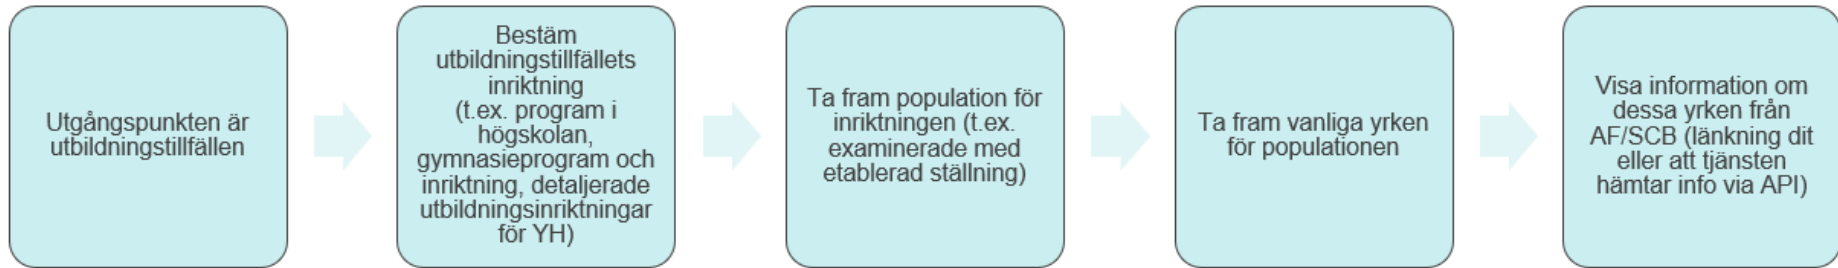 Utgångspunkten är
utbildningstillfällen
Bestäm
utbildningstillfällets
inriktning
(t.ex. program i
högskolan,
gymnasieprogram och
inriktning, detaljerade
utbildningsinriktningar
för YH)
Ta fram population för
inriktningen (t.ex.
examinerade med
etablerad ställning)
Ta fram vanliga yrken
för populationen
Visa information om
dessa yrken från
AF/SCB (länkning dit
eller att tjänsten
hämtar info via API)